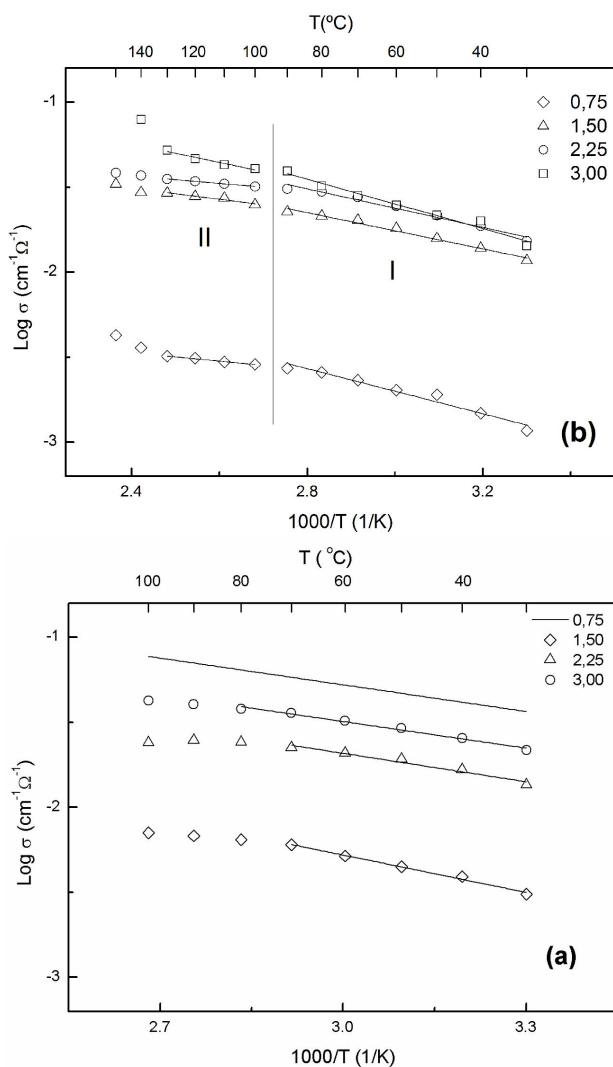 T(ºC)
140 120 100 80 60 40
-1
-2
-3
Log σ (cm⁻¹Ω⁻¹)
0,75
1,50
2,25
3,00
II
I
(b)
2.4 2.8 3.2
1000/T (1/K)
T ( °C)
100 80 60 40
-1
-2
-3
Log σ (cm⁻¹Ω⁻¹)
0,75
1,50
2,25
3,00
(a)
2.7 3.0 3.3
1000/T (1/K)